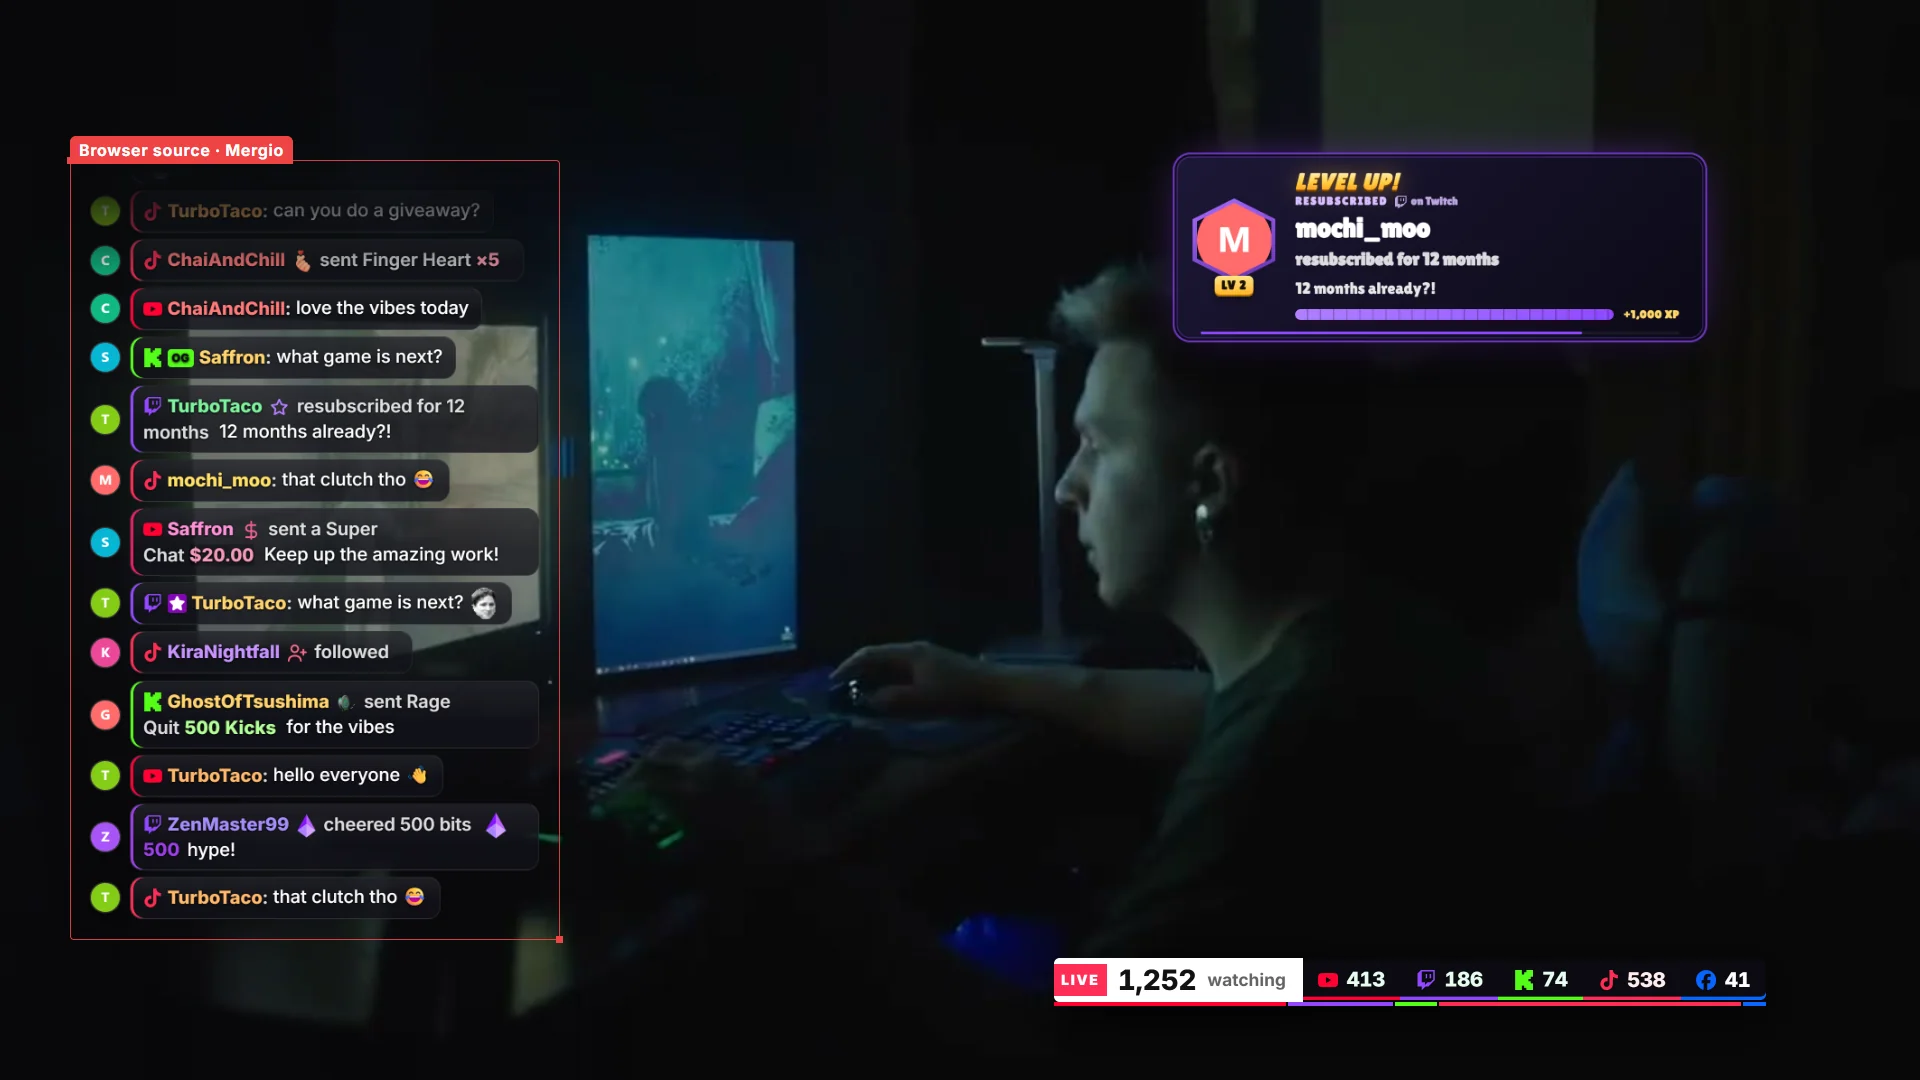 Browser source · Mergio
T TurboTaco: can you do a giveaway?
C ChaiAndChill sent Finger Heart ×5
C ChaiAndChill: love the vibes today
S OG Saffron: what game is next?
T TurboTaco resubscribed for 12
months 12 months already?!
M mochi_moo: that clutch tho 😂
S Saffron $ sent a Super
Chat $20.00 Keep up the amazing work!
T TurboTaco: what game is next?
K KiraNightfall followed
G GhostOfTsushima sent Rage
Quit 500 Kicks for the vibes
T TurboTaco: hello everyone 👋
Z ZenMaster99 cheered 500 bits
500 hype!
T TurboTaco: that clutch tho 😂
LEVEL UP!
RESUBSCRIBED on Twitch
M mochi_moo
resubscribed for 12 months
LV 2
12 months already?!
+1,000 XP
LIVE 1,252 watching 413 186 74 538 41